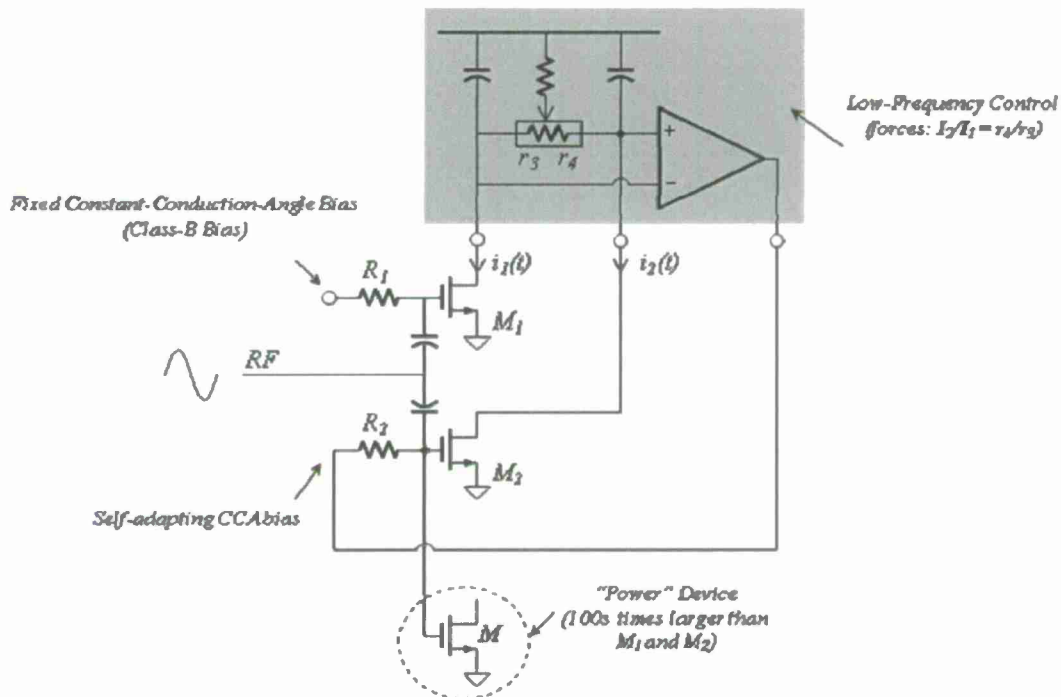 Low-Frequency Control
(forces: I₂/I₁ = r₄/r₃)
+
−
r₃
r₄
Fixed Constant-Conduction-Angle Bias
(Class-B Bias)
i₁(t)
i₂(t)
R₁
M₁
RF
R₂
M₂
Self-adapting CCA bias
"Power" Device
(100s times larger than
M₁ and M₂)
M